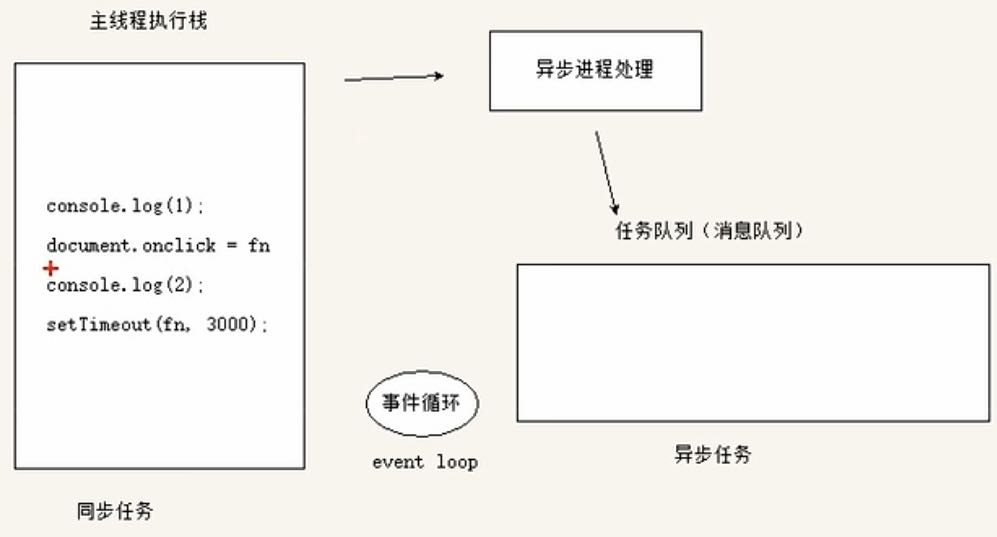 主线程执行栈
异步进程处理
console.log(1);
document.onclick = fn
console.log(2);
setTimeout(fn, 3000);
任务队列（消息队列）
事件循环
event loop
异步任务
同步任务